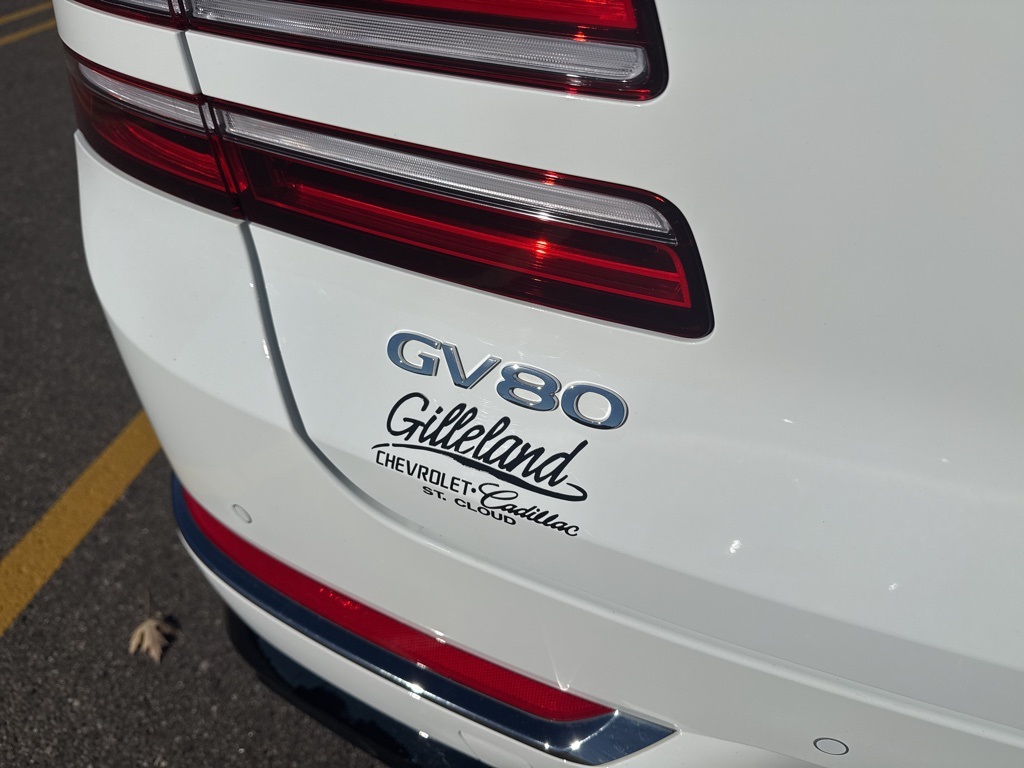 GV80
Gilleland
CHEVROLET · Cadillac
ST. CLOUD